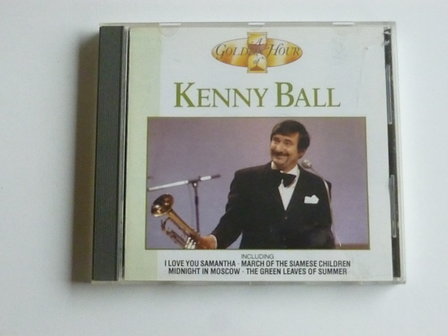 A
GOLDEN HOUR
of
KENNY BALL
INCLUDING
I LOVE YOU SAMANTHA · MARCH OF THE SIAMESE CHILDREN
MIDNIGHT IN MOSCOW · THE GREEN LEAVES OF SUMMER